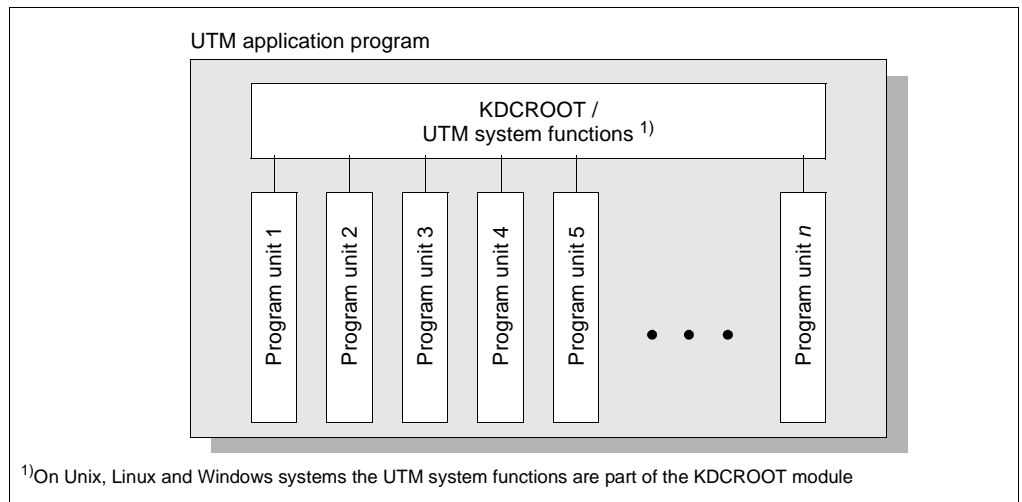 UTM application program
KDCROOT /
UTM system functions 1)
Program unit 1
Program unit 2
Program unit 3
Program unit 4
Program unit 5
Program unit n
1)On Unix, Linux and Windows systems the UTM system functions are part of the KDCROOT module